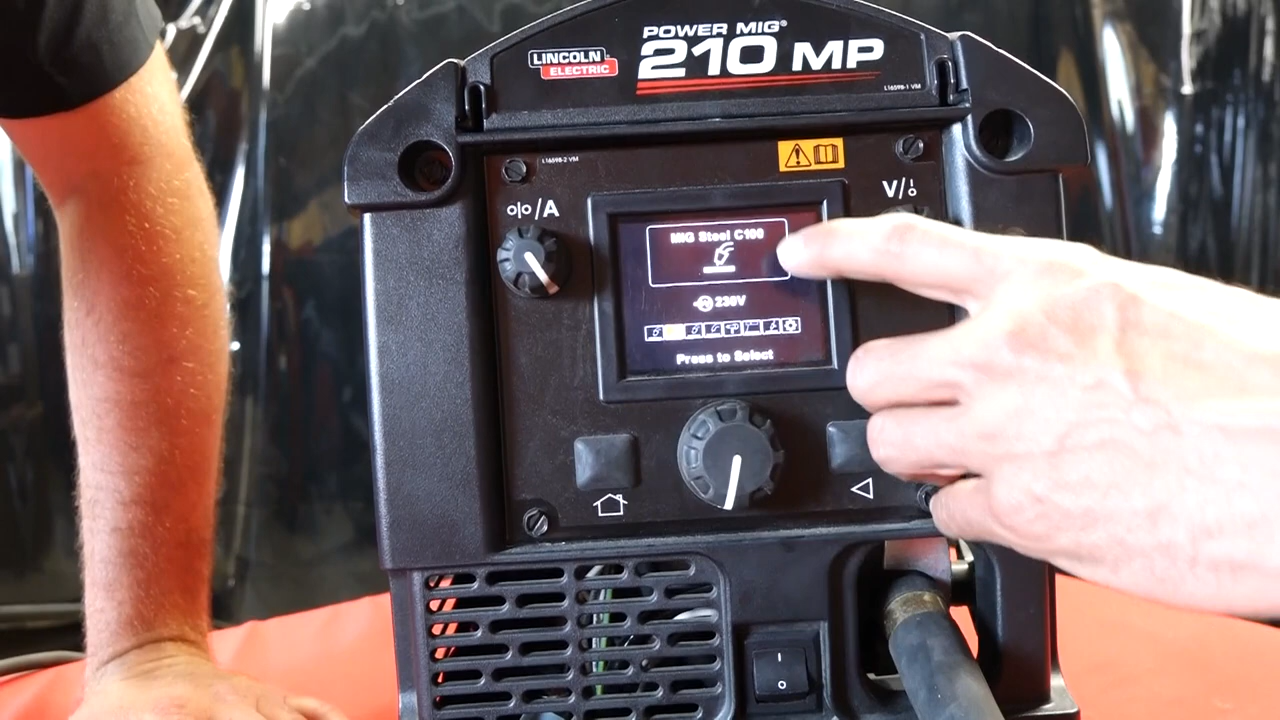 POWER MIG®
LINCOLN
ELECTRIC
210 MP
L16598-1 VM
L16598-2 VM
/A
V/
MIG Steel C100
230V
Press to Select
I
O